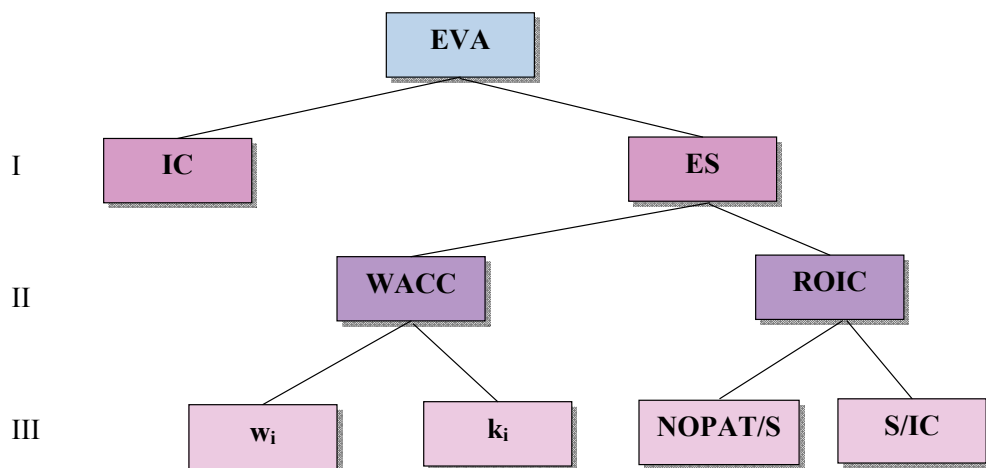 EVA
I IC ES
II WACC ROIC
III wᵢ kᵢ NOPAT/S S/IC